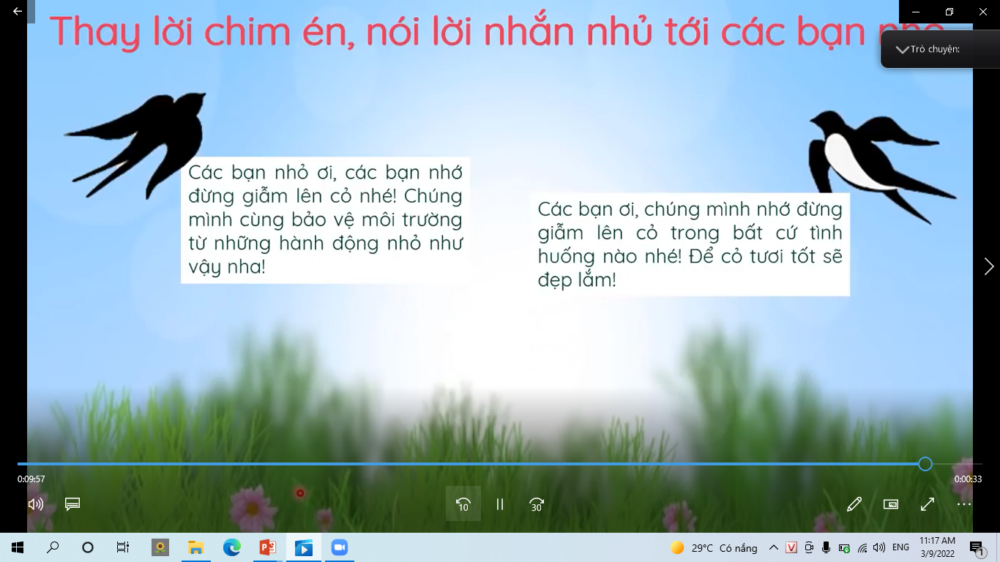 Thay lời chim én, nói lời nhắn nhủ tới các bạn
Trò chuyện:
Các bạn nhỏ ơi, các bạn nhớ
đừng giẫm lên cỏ nhé! Chúng
mình cùng bảo vệ môi trường
từ những hành động nhỏ như
vậy nha!
Các bạn ơi, chúng mình nhớ đừng
giẫm lên cỏ trong bất cứ tình
huống nào nhé! Để cỏ tươi tốt sẽ
đẹp lắm!
0:09:57
0:00:33
10
30
29°C Có nắng
ENG
11:17 AM
3/9/2022
1